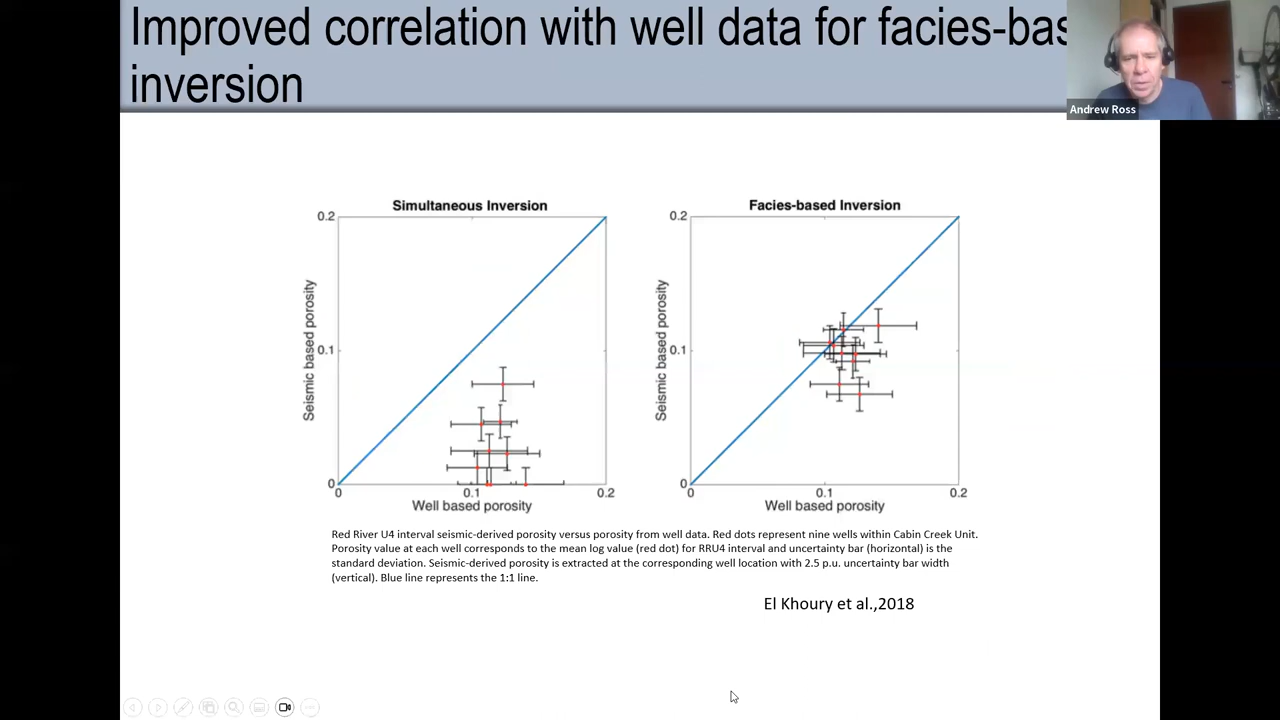 Improved correlation with well data for facies-bas
inversion
Andrew Ross
Simultaneous Inversion
0.2
Seismic based porosity
0.1
0
0
0.1
0.2
Well based porosity
Facies-based Inversion
0.2
Seismic based porosity
0.1
0
0
0.1
0.2
Well based porosity
Red River U4 interval seismic-derived porosity versus porosity from well data. Red dots represent nine wells within Cabin Creek Unit.
Porosity value at each well corresponds to the mean log value (red dot) for RRU4 interval and uncertainty bar (horizontal) is the
standard deviation. Seismic-derived porosity is extracted at the corresponding well location with 2.5 p.u. uncertainty bar width
(vertical). Blue line represents the 1:1 line.
El Khoury et al.,2018